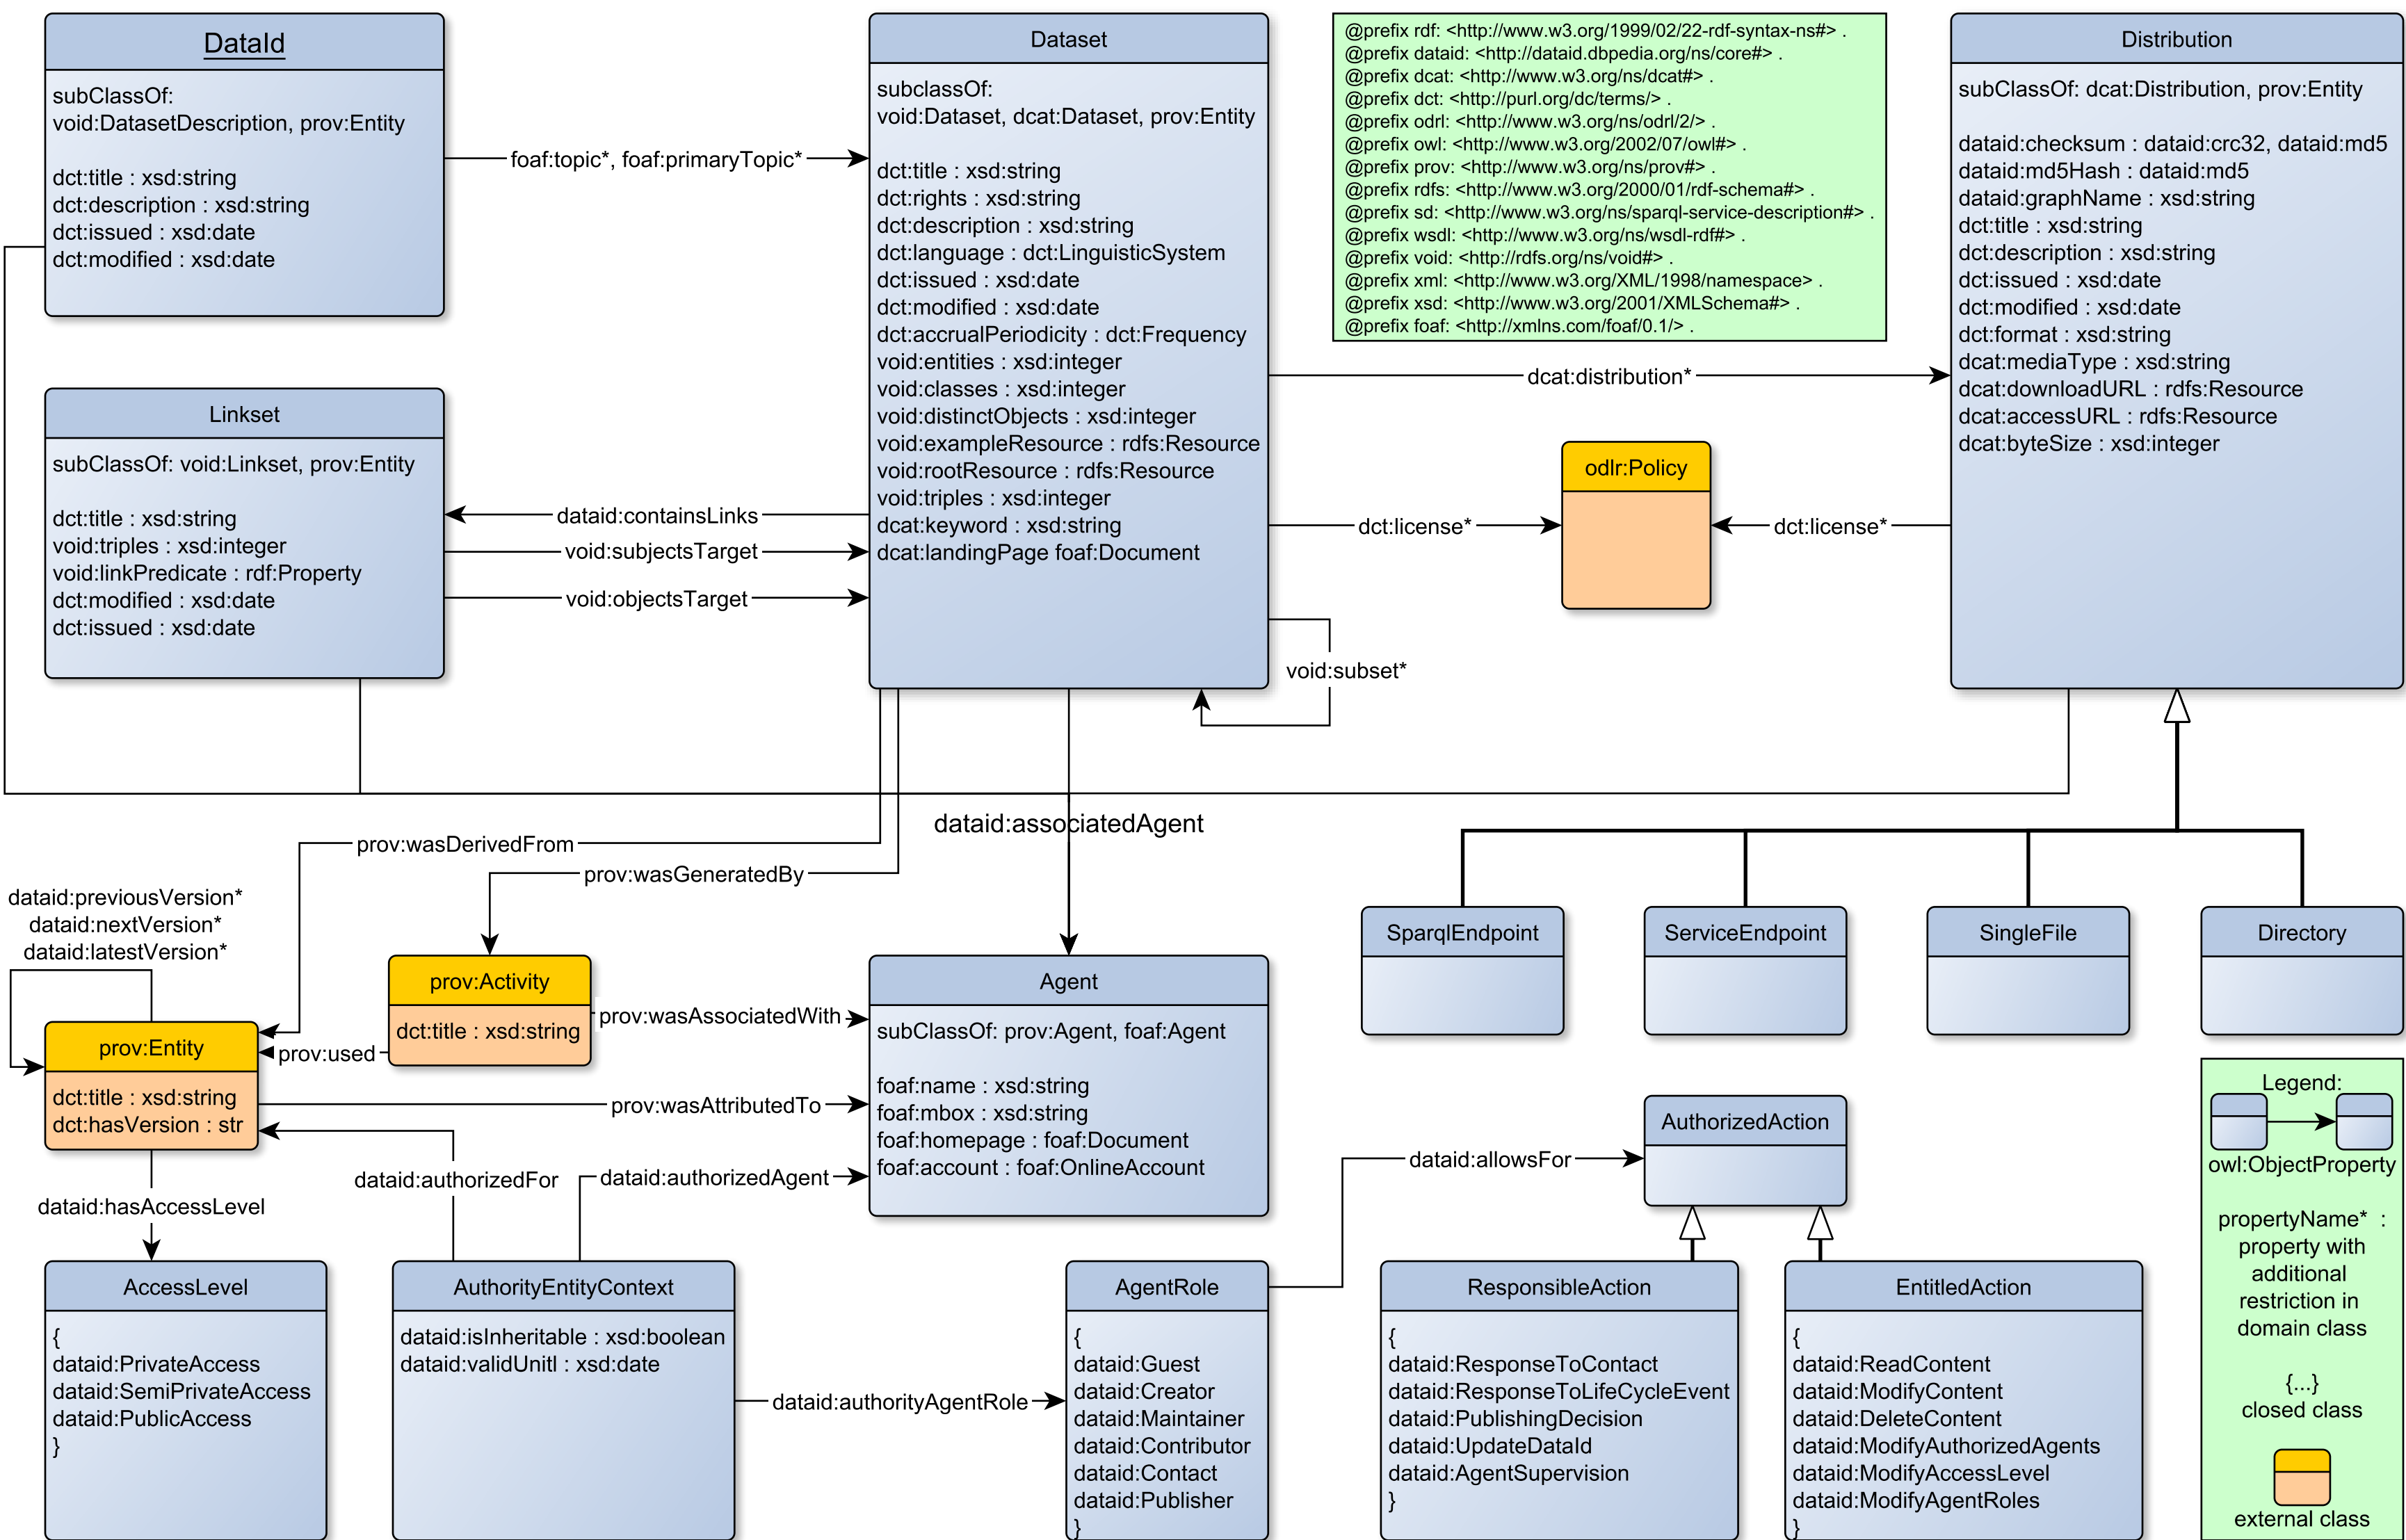 DataId
subClassOf:
void:DatasetDescription, prov:Entity
dct:title : xsd:string
dct:description : xsd:string
dct:issued : xsd:date
dct:modified : xsd:date
foaf:topic*, foaf:primaryTopic*
Dataset
subclassOf:
void:Dataset, dcat:Dataset, prov:Entity
dct:title : xsd:string
dct:rights : xsd:string
dct:description : xsd:string
dct:language : dct:LinguisticSystem
dct:issued : xsd:date
dct:modified : xsd:date
dct:accrualPeriodicity : dct:Frequency
void:entities : xsd:integer
void:classes : xsd:integer
void:distinctObjects : xsd:integer
void:exampleResource : rdfs:Resource
void:rootResource : rdfs:Resource
void:triples : xsd:integer
dcat:keyword : xsd:string
dcat:landingPage foaf:Document
@prefix rdf: <http://www.w3.org/1999/02/22-rdf-syntax-ns#> .
@prefix dataid: <http://dataid.dbpedia.org/ns/core#> .
@prefix dcat: <http://www.w3.org/ns/dcat#> .
@prefix dct: <http://purl.org/dc/terms/> .
@prefix odrl: <http://www.w3.org/ns/odrl/2/> .
@prefix owl: <http://www.w3.org/2002/07/owl#> .
@prefix prov: <http://www.w3.org/ns/prov#> .
@prefix rdfs: <http://www.w3.org/2000/01/rdf-schema#> .
@prefix sd: <http://www.w3.org/ns/sparql-service-description#> .
@prefix wsdl: <http://www.w3.org/ns/wsdl-rdf#> .
@prefix void: <http://rdfs.org/ns/void#> .
@prefix xml: <http://www.w3.org/XML/1998/namespace> .
@prefix xsd: <http://www.w3.org/2001/XMLSchema#> .
@prefix foaf: <http://xmlns.com/foaf/0.1/> .
Distribution
subClassOf: dcat:Distribution, prov:Entity
dataid:checksum : dataid:crc32, dataid:md5
dataid:md5Hash : dataid:md5
dataid:graphName : xsd:string
dct:title : xsd:string
dct:description : xsd:string
dct:issued : xsd:date
dct:modified : xsd:date
dct:format : xsd:string
dcat:mediaType : xsd:string
dcat:downloadURL : rdfs:Resource
dcat:accessURL : rdfs:Resource
dcat:byteSize : xsd:integer
dcat:distribution*
Linkset
subClassOf: void:Linkset, prov:Entity
dct:title : xsd:string
void:triples : xsd:integer
void:linkPredicate : rdf:Property
dct:modified : xsd:date
dct:issued : xsd:date
dataid:containsLinks
void:subjectsTarget
void:objectsTarget
odlr:Policy
dct:license*
dct:license*
void:subset*
dataid:associatedAgent
prov:wasDerivedFrom
prov:wasGeneratedBy
dataid:previousVersion*
dataid:nextVersion*
dataid:latestVersion*
SparqlEndpoint
ServiceEndpoint
SingleFile
Directory
prov:Activity
dct:title : xsd:string
prov:wasAssociatedWith
prov:used
prov:Entity
dct:title : xsd:string
dct:hasVersion : str
prov:wasAttributedTo
Agent
subClassOf: prov:Agent, foaf:Agent
foaf:name : xsd:string
foaf:mbox : xsd:string
foaf:homepage : foaf:Document
foaf:account : foaf:OnlineAccount
dataid:authorizedFor
dataid:authorizedAgent
dataid:hasAccessLevel
dataid:allowsFor
AuthorizedAction
AccessLevel
{
dataid:PrivateAccess
dataid:SemiPrivateAccess
dataid:PublicAccess
}
AuthorityEntityContext
dataid:isInheritable : xsd:boolean
dataid:validUnitl : xsd:date
dataid:authorityAgentRole
AgentRole
{
dataid:Guest
dataid:Creator
dataid:Maintainer
dataid:Contributor
dataid:Contact
dataid:Publisher
}
ResponsibleAction
{
dataid:ResponseToContact
dataid:ResponseToLifeCycleEvent
dataid:PublishingDecision
dataid:UpdateDataId
dataid:AgentSupervision
}
EntitledAction
{
dataid:ReadContent
dataid:ModifyContent
dataid:DeleteContent
dataid:ModifyAuthorizedAgents
dataid:ModifyAccessLevel
dataid:ModifyAgentRoles
}
Legend:
owl:ObjectProperty
propertyName* :
property with
additional
restriction in
domain class
{...}
closed class
external class